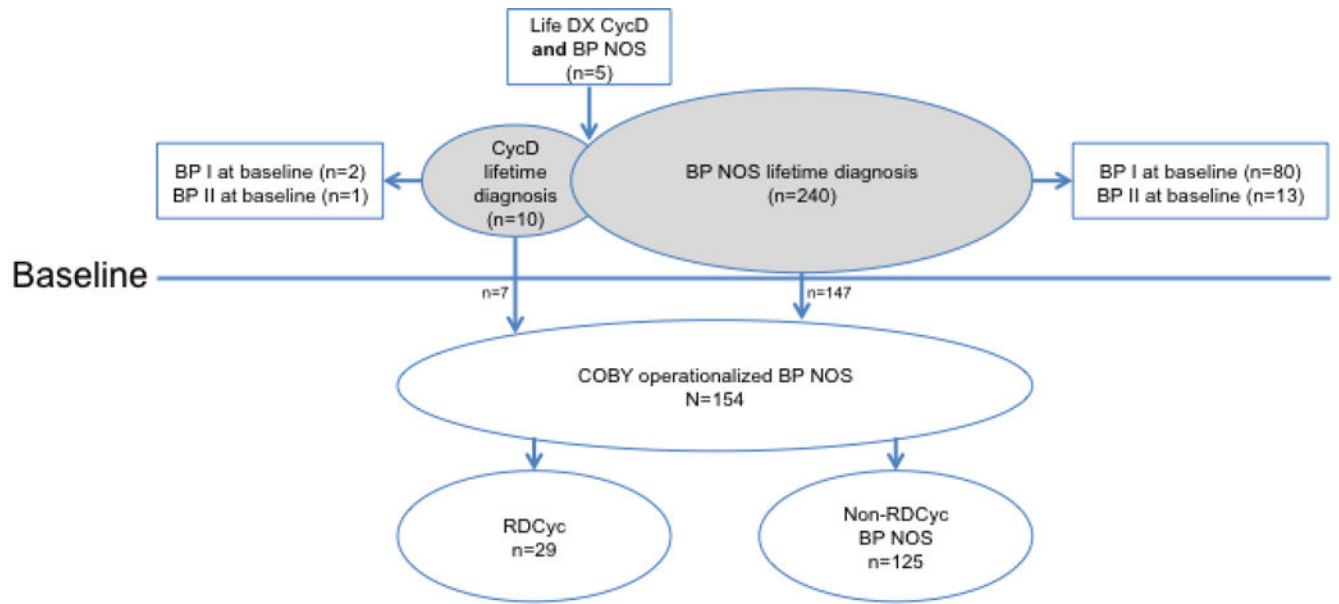 Life DX CycD
and BP NOS
(n=5)
BP I at baseline (n=2)
BP II at baseline (n=1)
CycD
lifetime
diagnosis
(n=10)
BP NOS lifetime diagnosis
(n=240)
BP I at baseline (n=80)
BP II at baseline (n=13)
Baseline
n=7
n=147
COBY operationalized BP NOS
N=154
RDCyc
n=29
Non-RDCyc
BP NOS
n=125